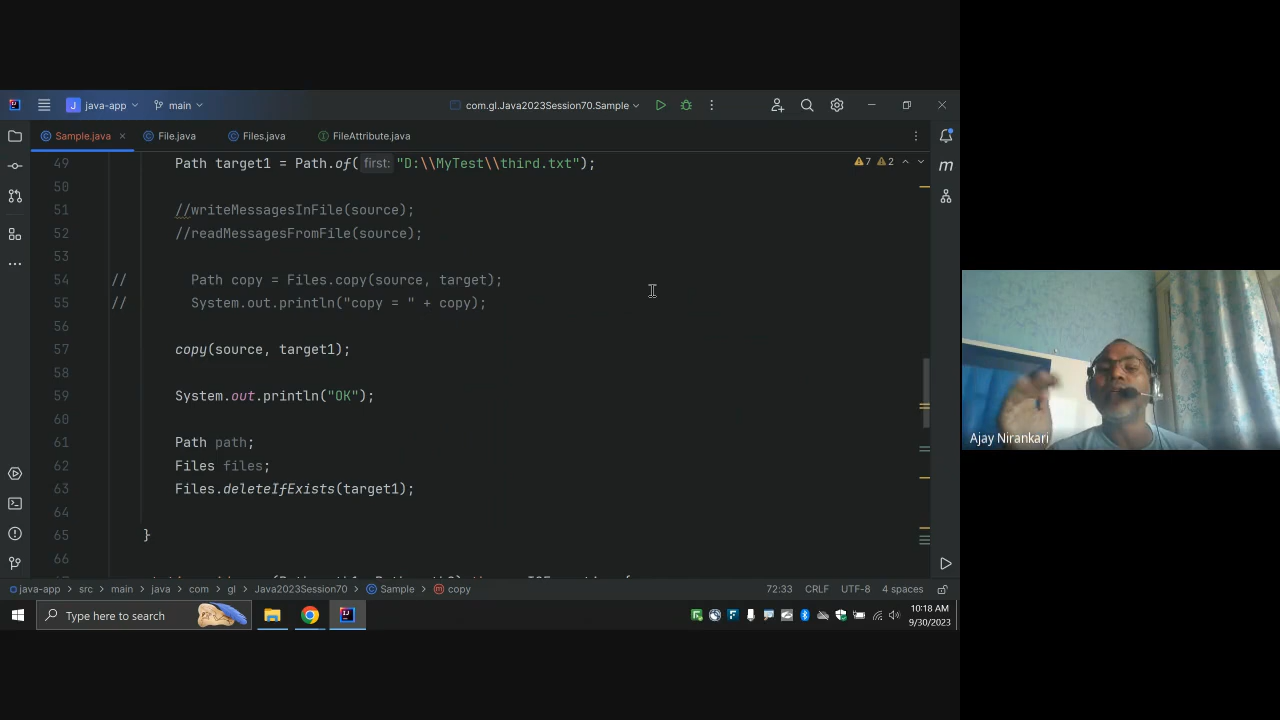 J java-app main com.gl.Java2023Session70.Sample
Sample.java File.java Files.java FileAttribute.java
49 Path target1 = Path.of( first: "D:\\MyTest\\third.txt"); 7 2
50
51 //writeMessagesInFile(source);
52 //readMessagesFromFile(source);
53
54 // Path copy = Files.copy(source, target);
55 // System.out.println("copy = " + copy);
56
57 copy(source, target1);
58
59 System.out.println("OK");
60
61 Path path;
62 Files files;
63 Files.deleteIfExists(target1);
64
65 }
66
java-app > src > main > java > com > gl > Java2023Session70 > Sample > copy 72:33 CRLF UTF-8 4 spaces
Type here to search 10:18 AM
9/30/2023
Ajay Nirankari